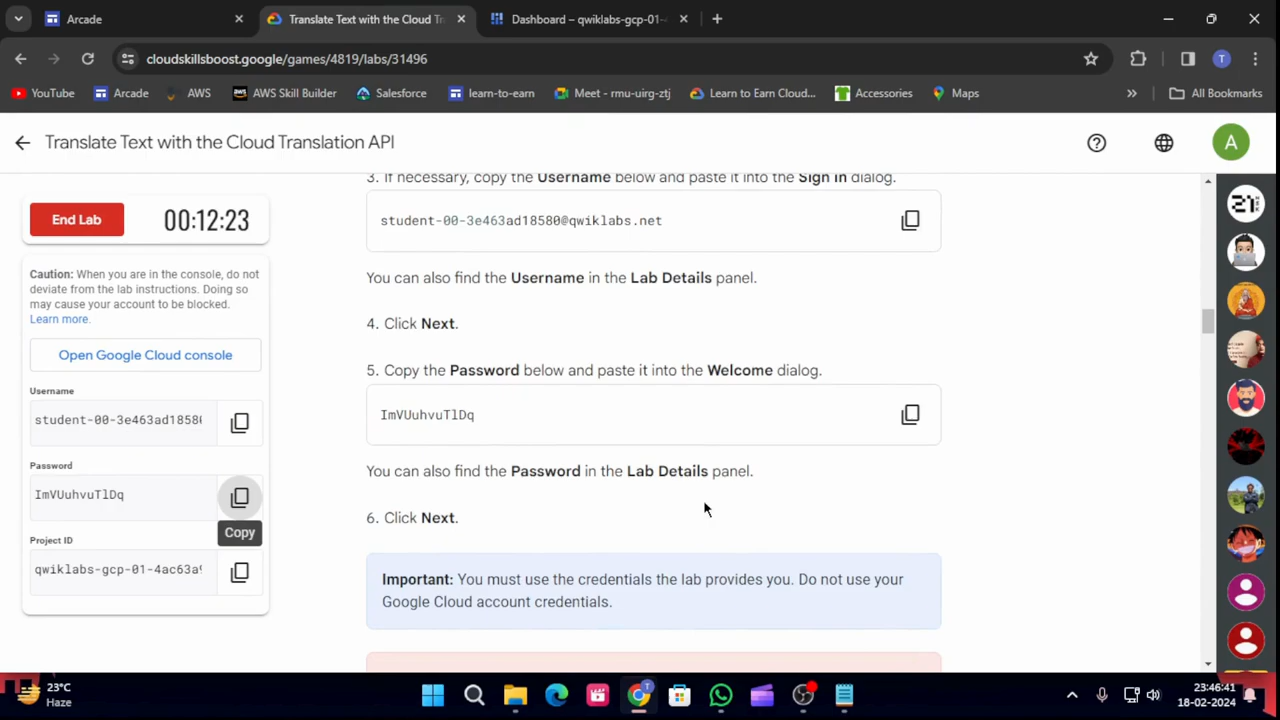 Arcade
Translate Text with the Cloud Tr
Dashboard – qwiklabs-gcp-01-
cloudskillsboost.google/games/4819/labs/31496
T
YouTube
Arcade
AWS
AWS Skill Builder
Salesforce
learn-to-earn
Meet - rmu-uirg-ztj
Learn to Earn Cloud...
Accessories
Maps
»
All Bookmarks
Translate Text with the Cloud Translation API
A
3. If necessary, copy the Username below and paste it into the Sign in dialog.
End Lab
00:12:23
student-00-3e463ad18580@qwiklabs.net
Caution: When you are in the console, do not
deviate from the lab instructions. Doing so
may cause your account to be blocked.
Learn more.
You can also find the Username in the Lab Details panel.
4. Click Next.
Open Google Cloud console
5. Copy the Password below and paste it into the Welcome dialog.
Username
student-00-3e463ad1858
ImVUuhvuTlDq
Password
ImVUuhvuTlDq
You can also find the Password in the Lab Details panel.
6. Click Next.
Copy
Project ID
qwiklabs-gcp-01-4ac63a
Important: You must use the credentials the lab provides you. Do not use your
Google Cloud account credentials.
21
23°C
Haze
T
23:46:41
18-02-2024